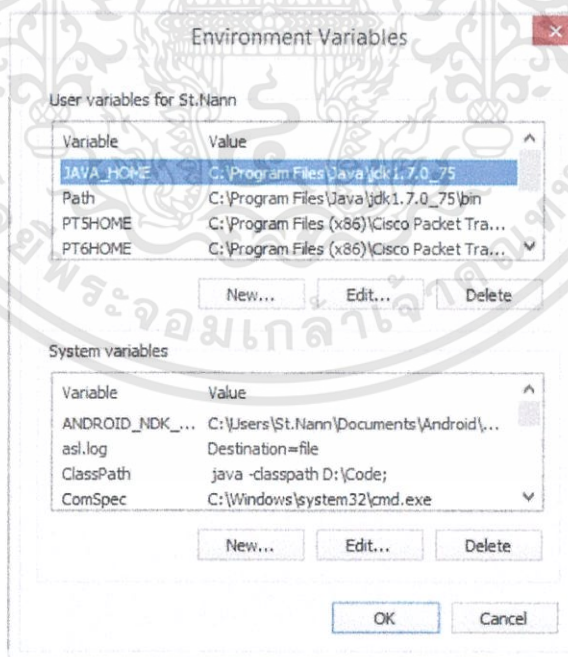 Environment Variables
User variables for St.Nann
Variable Value
JAVA_HOME C:\Program Files\Java\jdk1.7.0_75
Path C:\Program Files\Java\jdk1.7.0_75\bin
PT5HOME C:\Program Files (x86)\Cisco Packet Tra...
PT6HOME C:\Program Files (x86)\Cisco Packet Tra...
New... Edit... Delete
System variables
Variable Value
ANDROID_NDK_... C:\Users\St.Nann\Documents\Android\...
asl.log Destination=file
ClassPath java -classpath D:\Code;
ComSpec C:\Windows\system32\cmd.exe
New... Edit... Delete
OK Cancel